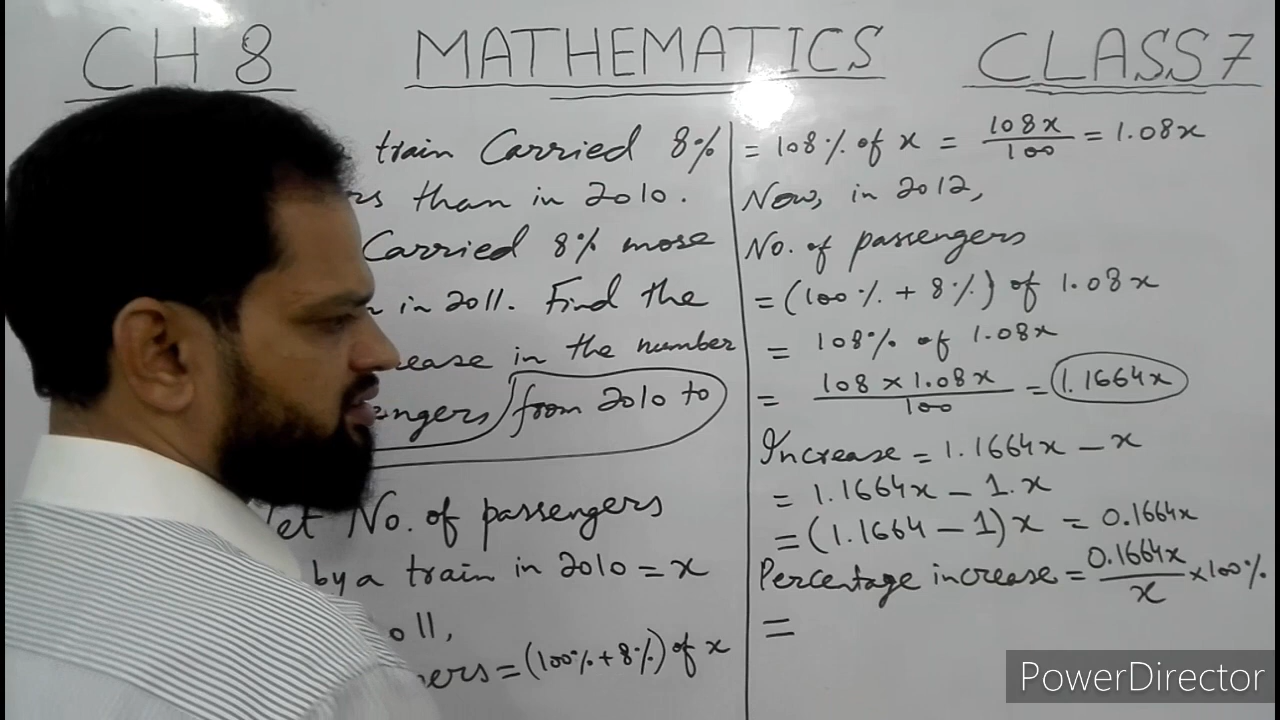 CH 8 MATHEMATICS CLASS 7
train Carried 8%
than in 2010.
Carried 8% more
in 2011. Find the
in the number
from 2010 to
let No. of passengers
by a train in 2010 = x
011,
= (100% + 8%) of x
= 108% of x = 108x/100 = 1.08x
Now, in 2012,
No. of passengers
= (100% + 8%) of 1.08x
= 108% of 1.08x
= 108 × 1.08x/100 = 1.1664x
Increase = 1.1664x - x
= 1.1664x - 1.x
= (1.1664 - 1)x = 0.1664x
Percentage increase = 0.1664x/x × 100%
=
PowerDirector